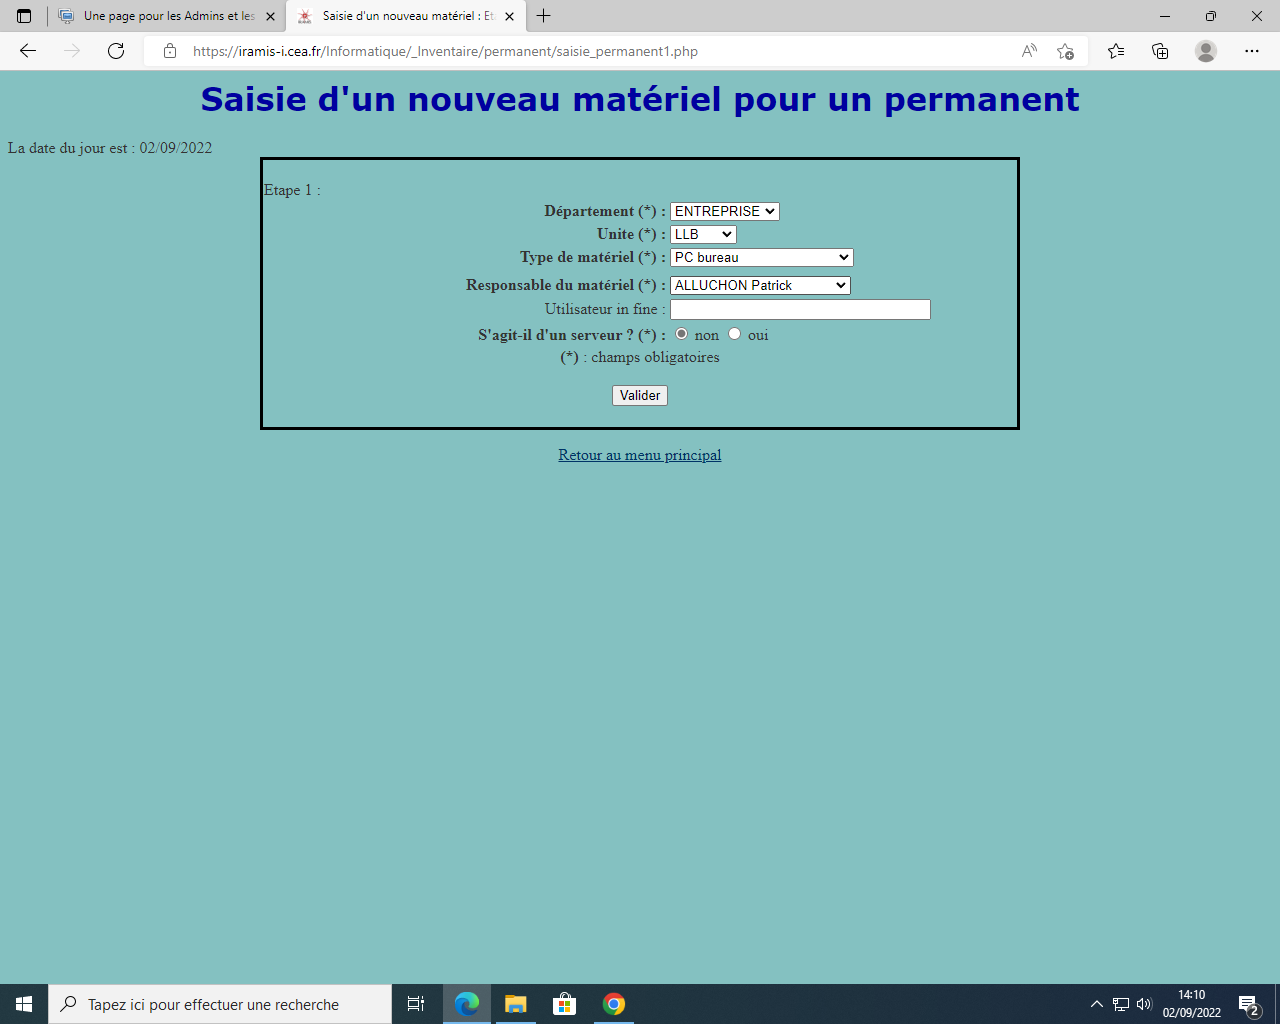 Une page pour les Admins et les
Saisie d'un nouveau matériel : Et
https://iramis-i.cea.fr/Informatique/_Inventaire/permanent/saisie_permanent1.php
Saisie d'un nouveau matériel pour un permanent
La date du jour est : 02/09/2022
Etape 1 :
Département (*) : ENTREPRISE
Unite (*) : LLB
Type de matériel (*) : PC bureau
Responsable du matériel (*) : ALLUCHON Patrick
Utilisateur in fine :
S'agit-il d'un serveur ? (*) : non oui
(*) : champs obligatoires
Valider
Retour au menu principal
Tapez ici pour effectuer une recherche
14:10
02/09/2022
2